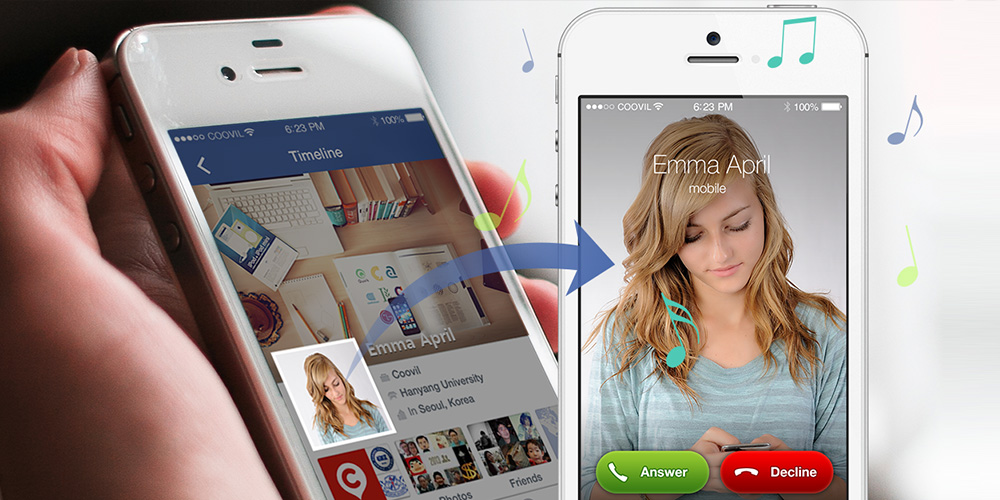 COOVIL
6:23 PM
100%
Timeline
Emma April
Coovil
Hanyang University
In Seoul, Korea
Photos
Friends
COOVIL
6:23 PM
100%
Emma April
mobile
Answer
Decline